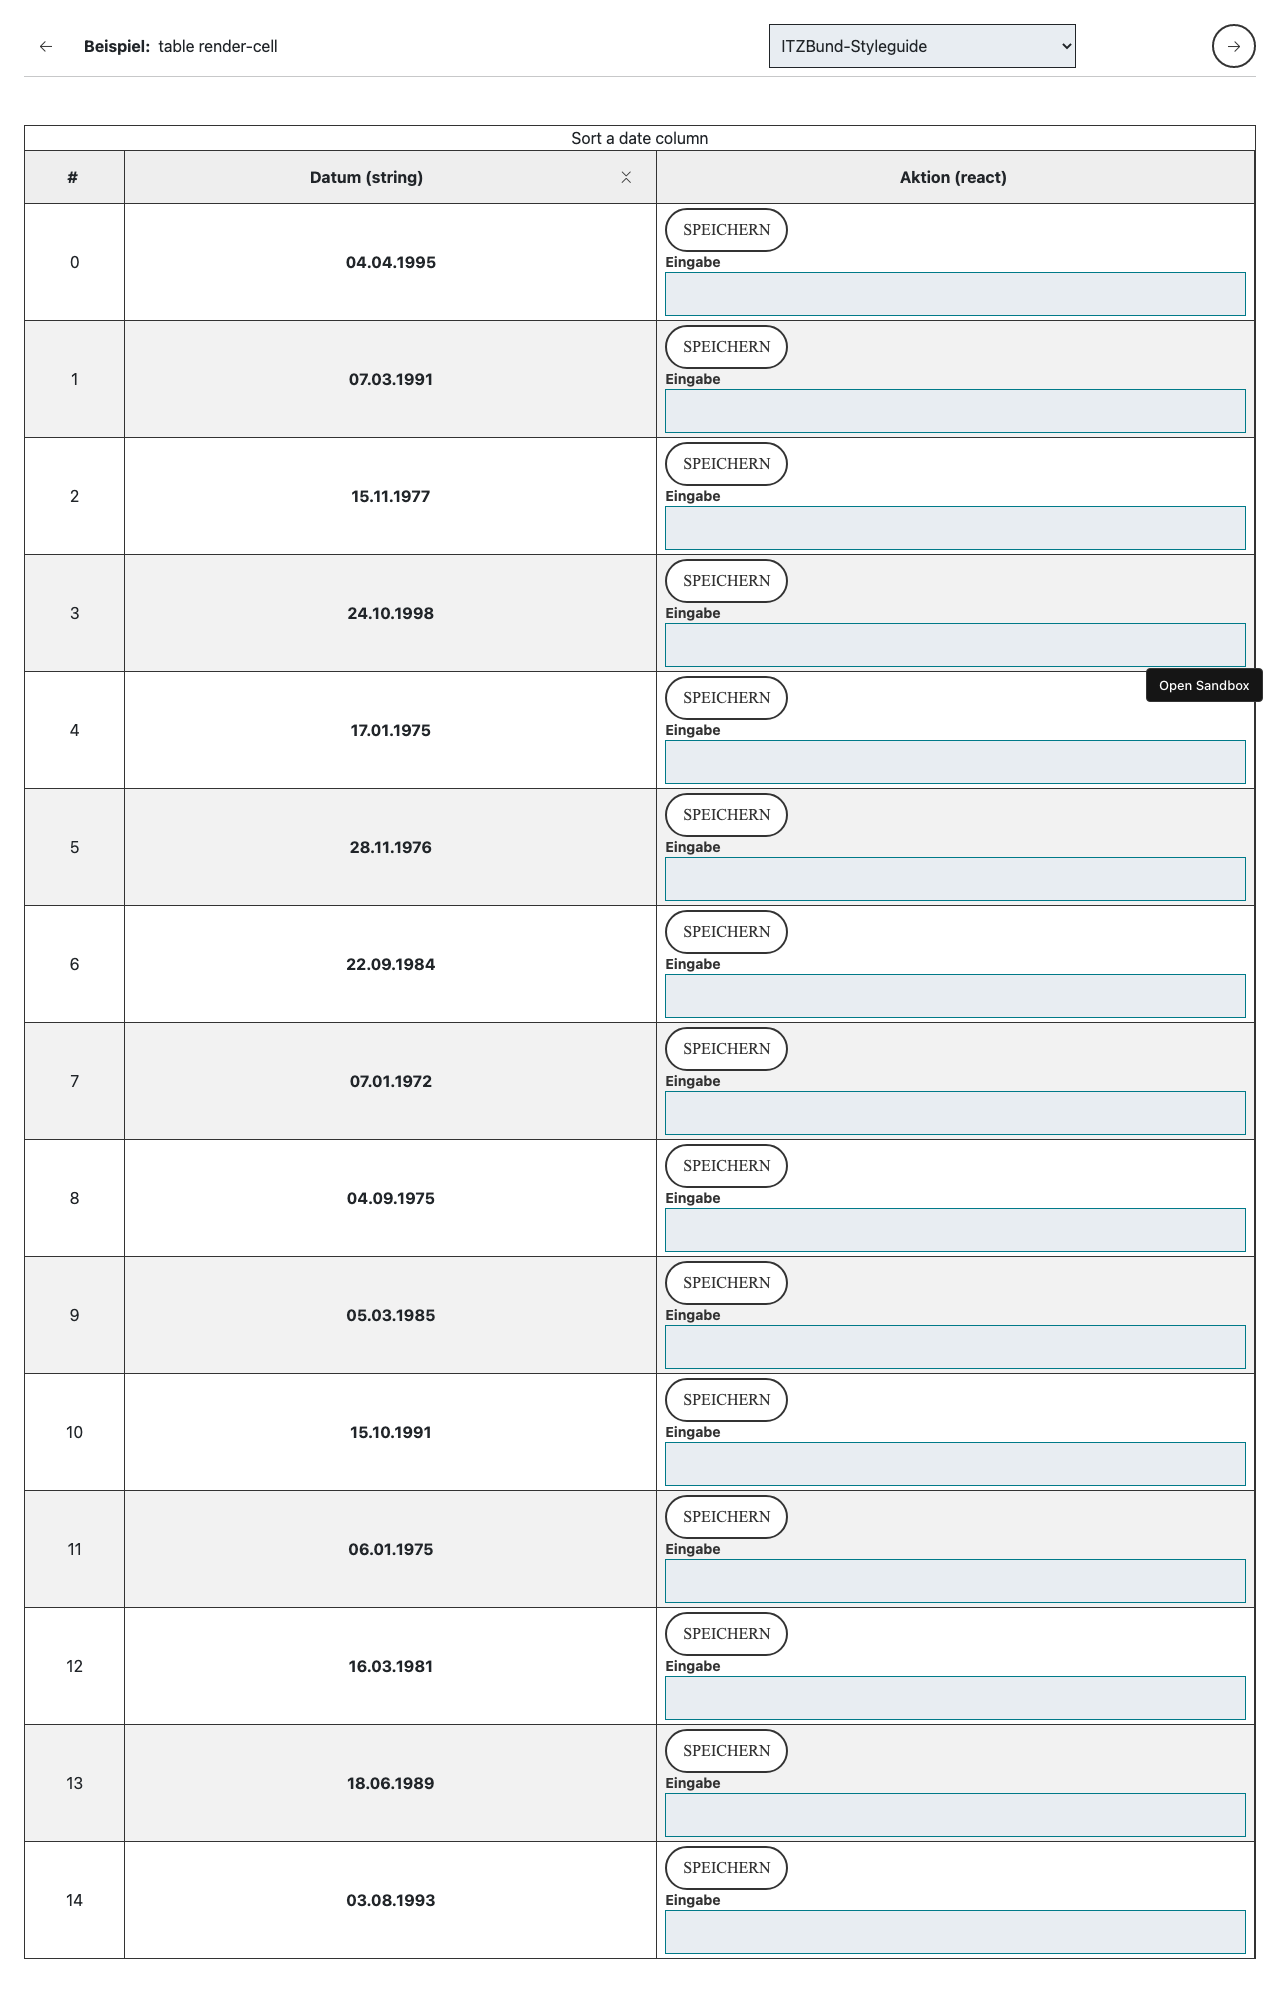 Beispiel: table render-cell
ITZBund-Styleguide
Sort a date column
# Datum (string) Aktion (react)
SPEICHERN
0 04.04.1995 Eingabe
SPEICHERN
1 07.03.1991 Eingabe
SPEICHERN
2 15.11.1977 Eingabe
SPEICHERN
3 24.10.1998 Eingabe
Open Sandbox
SPEICHERN
4 17.01.1975 Eingabe
SPEICHERN
5 28.11.1976 Eingabe
SPEICHERN
6 22.09.1984 Eingabe
SPEICHERN
7 07.01.1972 Eingabe
SPEICHERN
8 04.09.1975 Eingabe
SPEICHERN
9 05.03.1985 Eingabe
SPEICHERN
10 15.10.1991 Eingabe
SPEICHERN
11 06.01.1975 Eingabe
SPEICHERN
12 16.03.1981 Eingabe
SPEICHERN
13 18.06.1989 Eingabe
SPEICHERN
14 03.08.1993 Eingabe